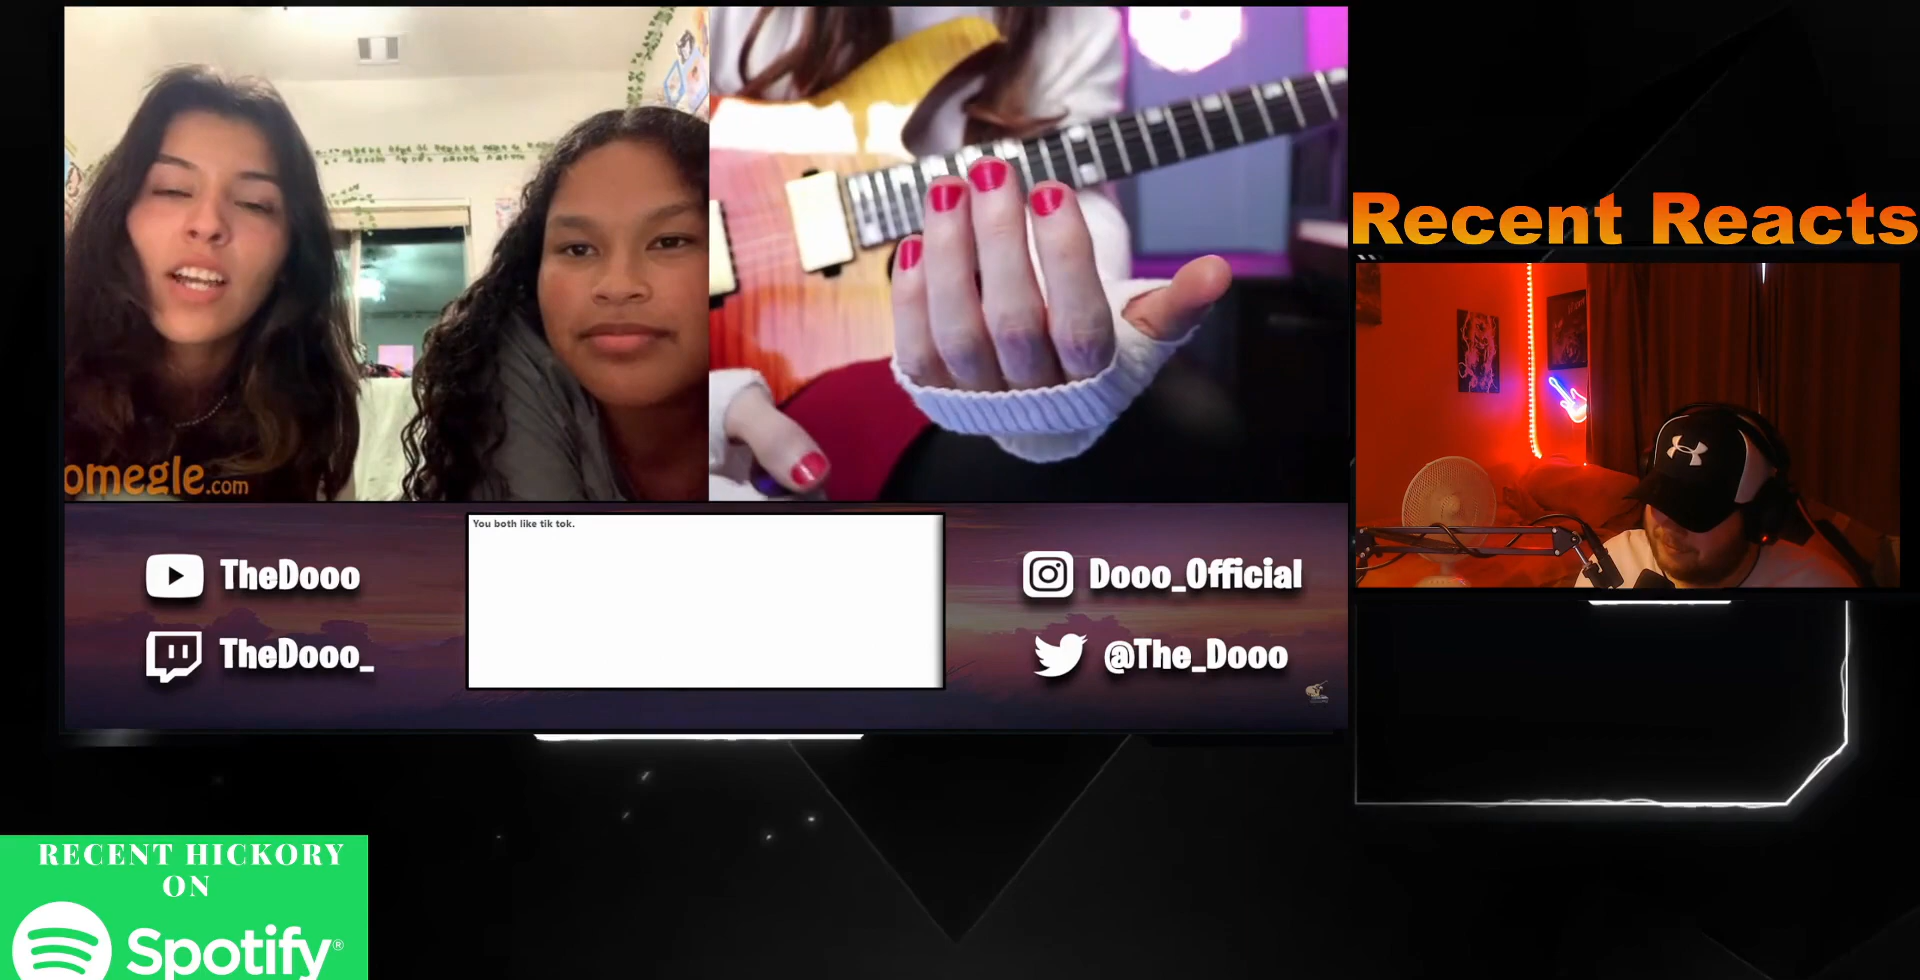 omegle.com
You both like tik tok.
TheDooo
TheDooo_
Dooo_Official
@The_Dooo
Recent Reacts
RECENT HICKORY
ON
Spotify®